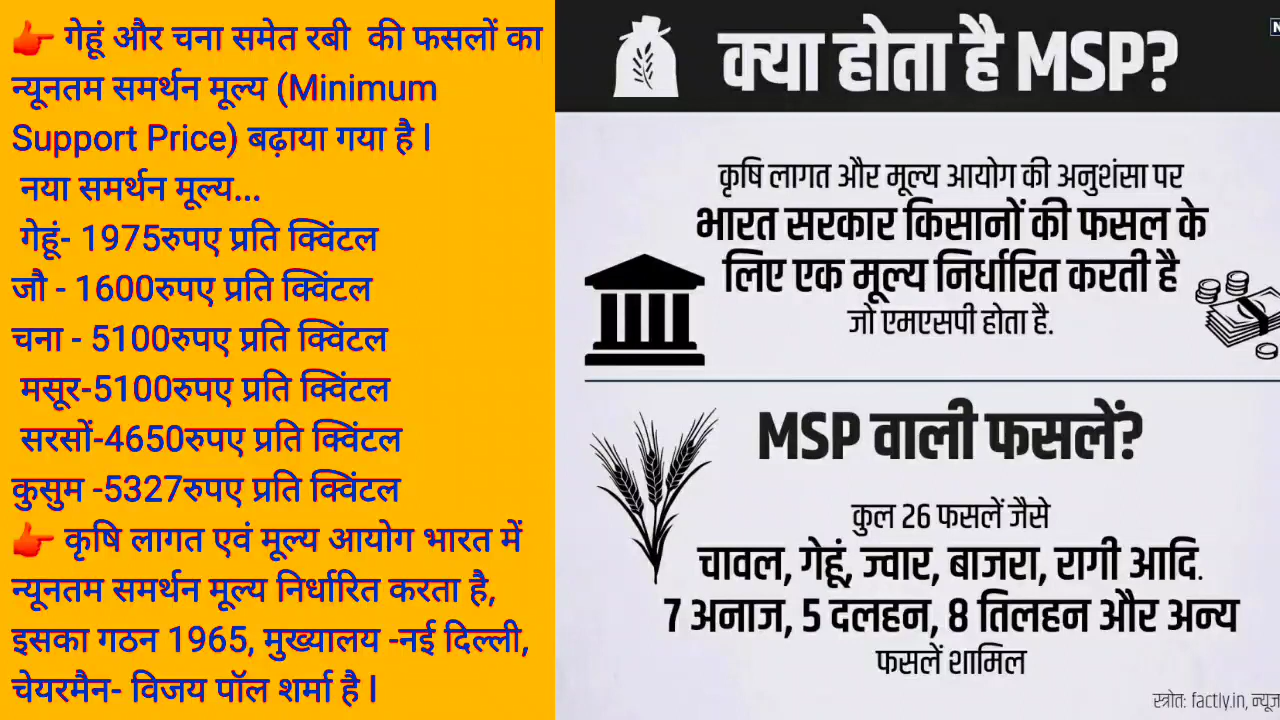 👉 गेहूं और चना समेत रबी की फसलों का
न्यूनतम समर्थन मूल्य (Minimum
Support Price) बढ़ाया गया है l
नया समर्थन मूल्य...
गेहूं- 1975रुपए प्रति क्विंटल
जौ - 1600रुपए प्रति क्विंटल
चना - 5100रुपए प्रति क्विंटल
मसूर-5100रुपए प्रति क्विंटल
सरसों-4650रुपए प्रति क्विंटल
कुसुम -5327रुपए प्रति क्विंटल
👉 कृषि लागत एवं मूल्य आयोग भारत में
न्यूनतम समर्थन मूल्य निर्धारित करता है,
इसका गठन 1965, मुख्यालय -नई दिल्ली,
चेयरमैन- विजय पॉल शर्मा है l
क्या होता है MSP?
कृषि लागत और मूल्य आयोग की अनुशंसा पर
भारत सरकार किसानों की फसल के
लिए एक मूल्य निर्धारित करती है
जो एमएसपी होता है.
MSP वाली फसलें?
कुल 26 फसलें जैसे
चावल, गेहूं, ज्वार, बाजरा, रागी आदि.
7 अनाज, 5 दलहन, 8 तिलहन और अन्य
फसलें शामिल
स्त्रोत: factly.in,